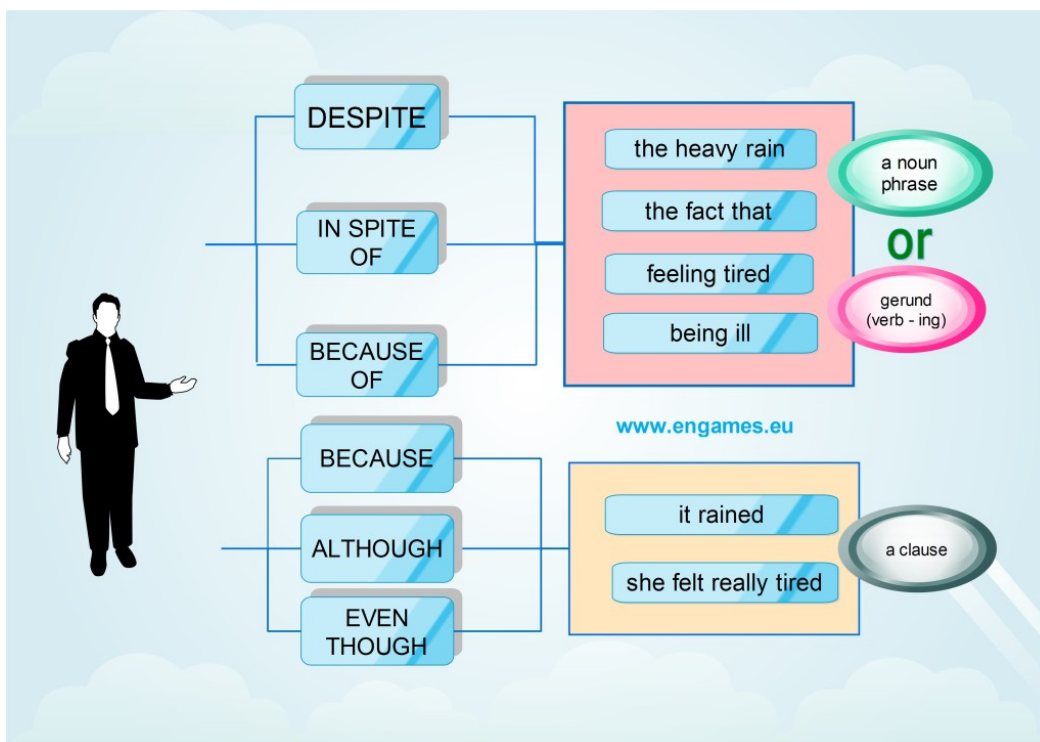 DESPITE
the heavy rain
a noun
phrase
the fact that
or
IN SPITE
OF
feeling tired
gerund
(verb - ing)
being ill
BECAUSE
OF
www.engames.eu
BECAUSE
it rained
ALTHOUGH
a clause
she felt really tired
EVEN
THOUGH